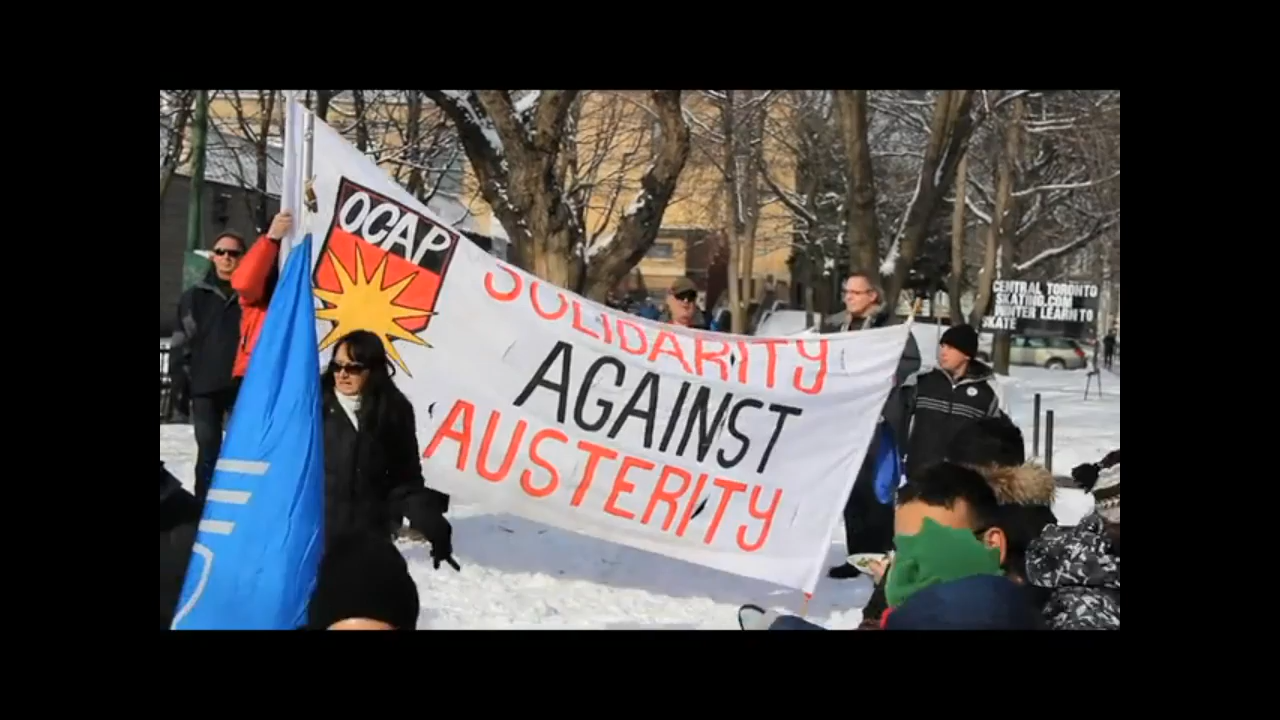 OCAP
SOLIDARITY
AGAINST
AUSTERITY
CENTRAL TORONTO
SKATING.COM
WINTER LEARN TO
SKATE